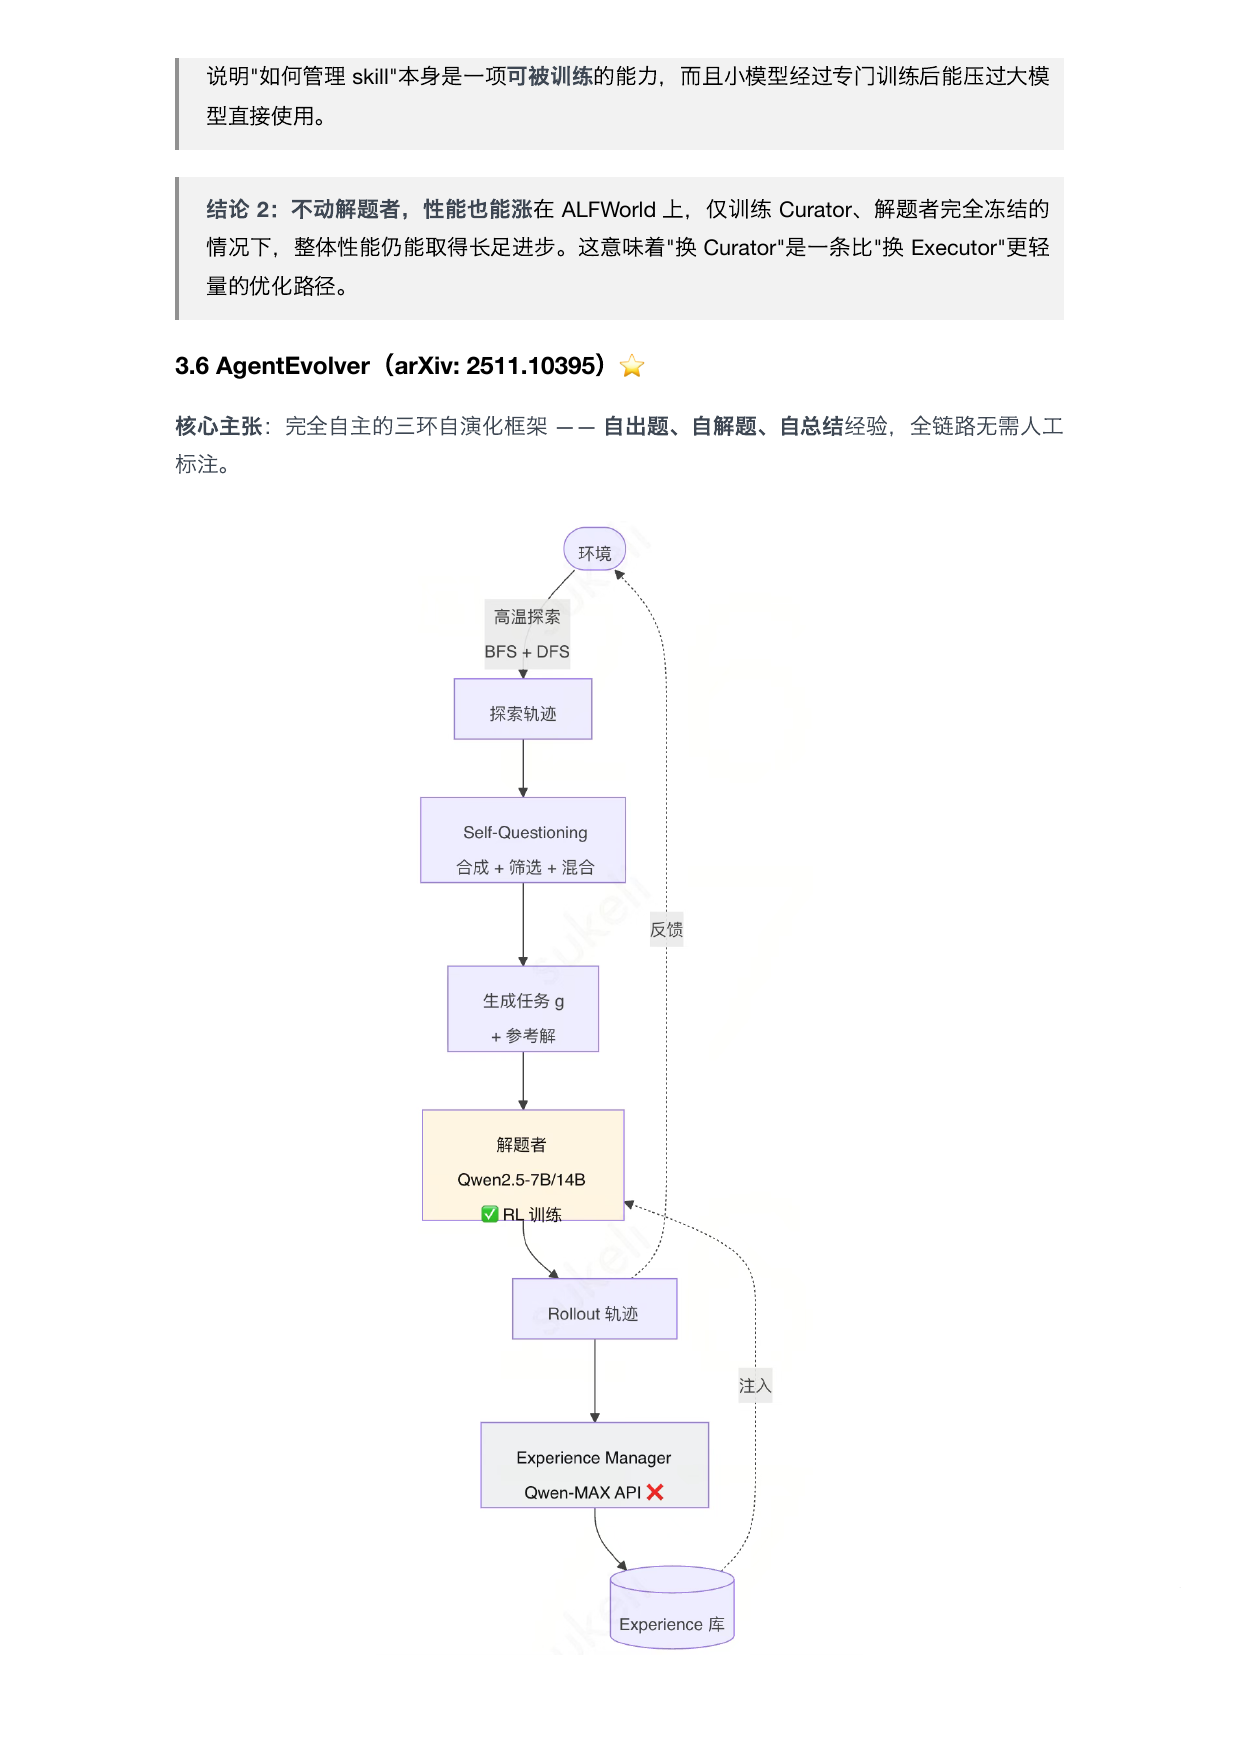 说明"如何管理 skill"本身是一项可被训练的能力，而且小模型经过专门训练后能压过大模
型直接使用。
结论 2：不动解题者，性能也能涨在 ALFWorld 上，仅训练 Curator、解题者完全冻结的
情况下，整体性能仍能取得长足进步。这意味着"换 Curator"是一条比"换 Executor"更轻
量的优化路径。
3.6 AgentEvolver（arXiv: 2511.10395）⭐
核心主张：完全自主的三环自演化框架 —— 自出题、自解题、自总结经验，全链路无需人工
标注。
环境
高温探索
BFS + DFS
探索轨迹
Self-Questioning
合成 + 筛选 + 混合
反馈
生成任务 g
+ 参考解
解题者
Qwen2.5-7B/14B
✅ RL 训练
Rollout 轨迹
注入
Experience Manager
Qwen-MAX API ❌
Experience 库
sukeli
sukeli
sukeli